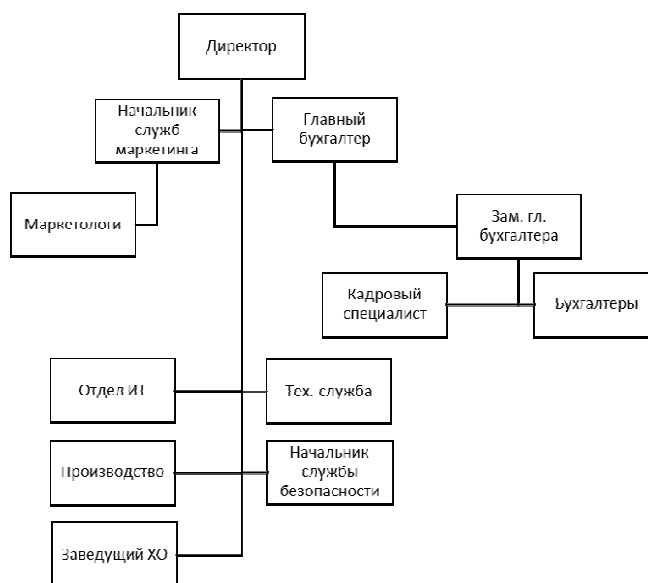 Директор
Начальник
служб
маркетинга
Главный
бухгалтер
Маркетологи
Зам. гл.
бухгалтера
Кадровый
специалист
Бухгалтеры
Отдел ИТ
Тех. служба
Производство
Начальник
службы
безопасности
Заведущий ХО